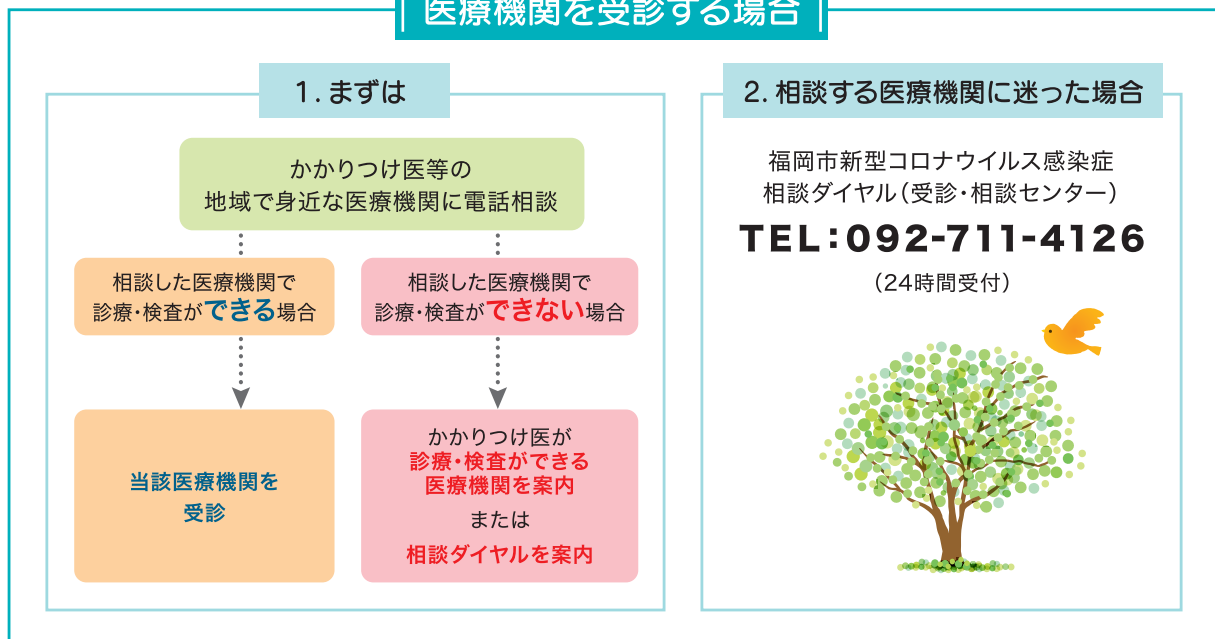 医療機関を受診する場合
1. まずは
かかりつけ医等の
地域で身近な医療機関に電話相談
相談した医療機関で
診療・検査ができる場合
相談した医療機関で
診療・検査ができない場合
当該医療機関を
受診
かかりつけ医が
診療・検査ができる
医療機関を案内
または
相談ダイヤルを案内
2. 相談する医療機関に迷った場合
福岡市新型コロナウイルス感染症
相談ダイヤル（受診・相談センター）
TEL：092-711-4126
（24時間受付）